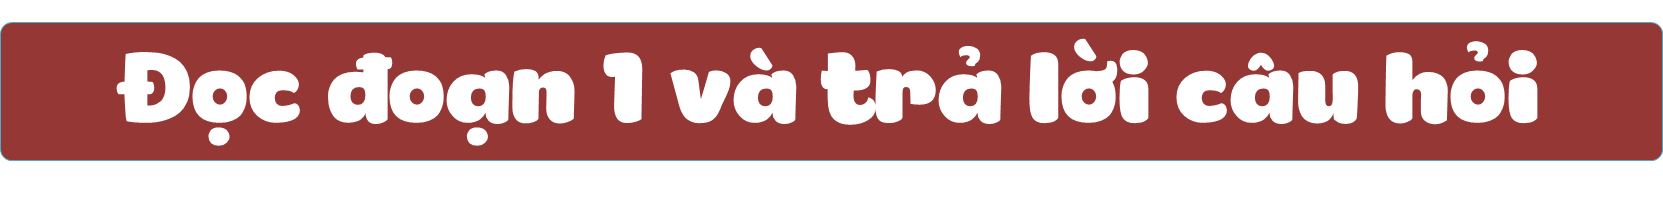 Đọc đoạn 1 và trả lời câu hỏi